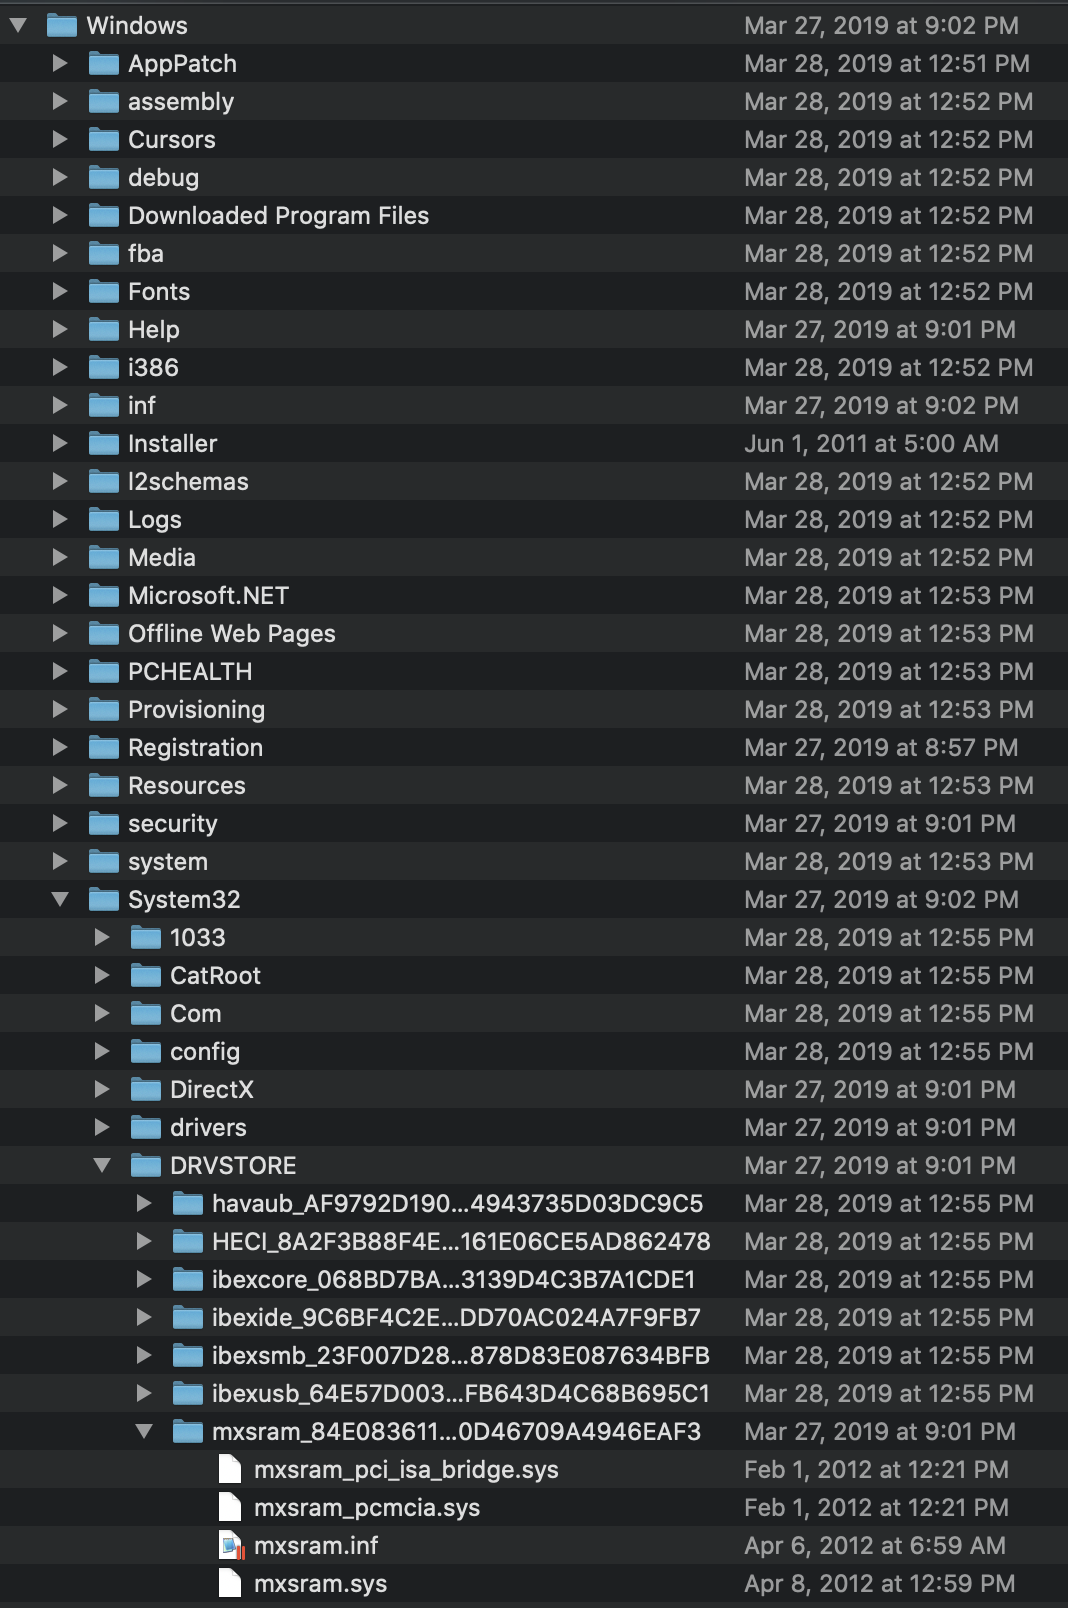 Windows Mar 27, 2019 at 9:02 PM
AppPatch Mar 28, 2019 at 12:51 PM
assembly Mar 28, 2019 at 12:52 PM
Cursors Mar 28, 2019 at 12:52 PM
debug Mar 28, 2019 at 12:52 PM
Downloaded Program Files Mar 28, 2019 at 12:52 PM
fba Mar 28, 2019 at 12:52 PM
Fonts Mar 28, 2019 at 12:52 PM
Help Mar 27, 2019 at 9:01 PM
i386 Mar 28, 2019 at 12:52 PM
inf Mar 27, 2019 at 9:02 PM
Installer Jun 1, 2011 at 5:00 AM
l2schemas Mar 28, 2019 at 12:52 PM
Logs Mar 28, 2019 at 12:52 PM
Media Mar 28, 2019 at 12:52 PM
Microsoft.NET Mar 28, 2019 at 12:53 PM
Offline Web Pages Mar 28, 2019 at 12:53 PM
PCHEALTH Mar 28, 2019 at 12:53 PM
Provisioning Mar 28, 2019 at 12:53 PM
Registration Mar 27, 2019 at 8:57 PM
Resources Mar 28, 2019 at 12:53 PM
security Mar 27, 2019 at 9:01 PM
system Mar 28, 2019 at 12:53 PM
System32 Mar 27, 2019 at 9:02 PM
1033 Mar 28, 2019 at 12:55 PM
CatRoot Mar 28, 2019 at 12:55 PM
Com Mar 28, 2019 at 12:55 PM
config Mar 28, 2019 at 12:55 PM
DirectX Mar 27, 2019 at 9:01 PM
drivers Mar 27, 2019 at 9:01 PM
DRVSTORE Mar 27, 2019 at 9:01 PM
havaub_AF9792D190...4943735D03DC9C5 Mar 28, 2019 at 12:55 PM
HECI_8A2F3B88F4E...161E06CE5AD862478 Mar 28, 2019 at 12:55 PM
ibexcore_068BD7BA...3139D4C3B7A1CDE1 Mar 28, 2019 at 12:55 PM
ibexide_9C6BF4C2E...DD70AC024A7F9FB7 Mar 28, 2019 at 12:55 PM
ibexsmb_23F007D28...878D83E087634BFB Mar 28, 2019 at 12:55 PM
ibexusb_64E57D003...FB643D4C68B695C1 Mar 28, 2019 at 12:55 PM
mxsram_84E083611...0D46709A4946EAF3 Mar 27, 2019 at 9:01 PM
mxsram_pci_isa_bridge.sys Feb 1, 2012 at 12:21 PM
mxsram_pcmcia.sys Feb 1, 2012 at 12:21 PM
mxsram.inf Apr 6, 2012 at 6:59 AM
mxsram.sys Apr 8, 2012 at 12:59 PM